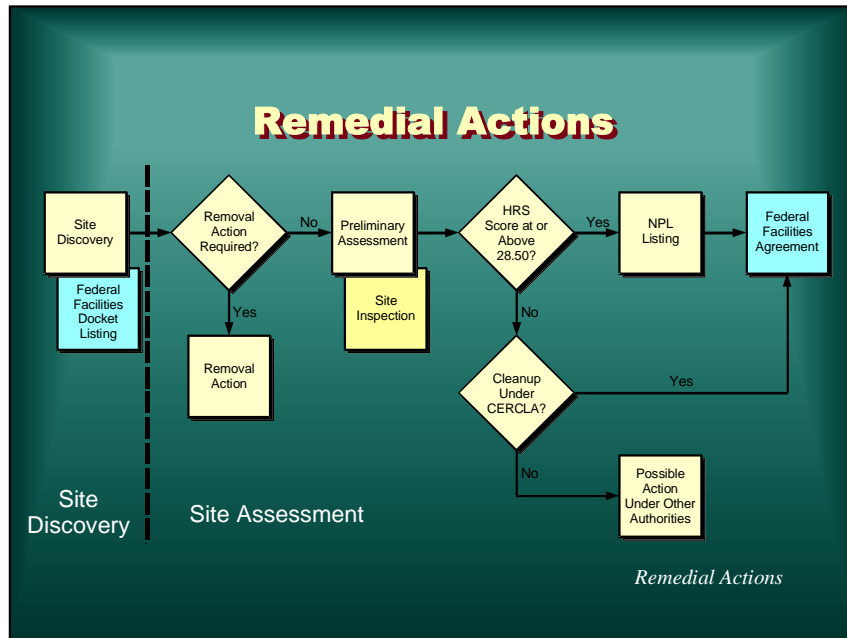 Remedial Actions
Site
Discovery
Federal
Facilities
Docket
Listing
Removal
Action
Required?
No
Yes
Removal
Action
Preliminary
Assessment
Site
Inspection
HRS
Score at or
Above
28.50?
Yes
No
NPL
Listing
Federal
Facilities
Agreement
Cleanup
Under
CERCLA?
Yes
No
Possible
Action
Under Other
Authorities
Site
Discovery
Site Assessment
Remedial Actions